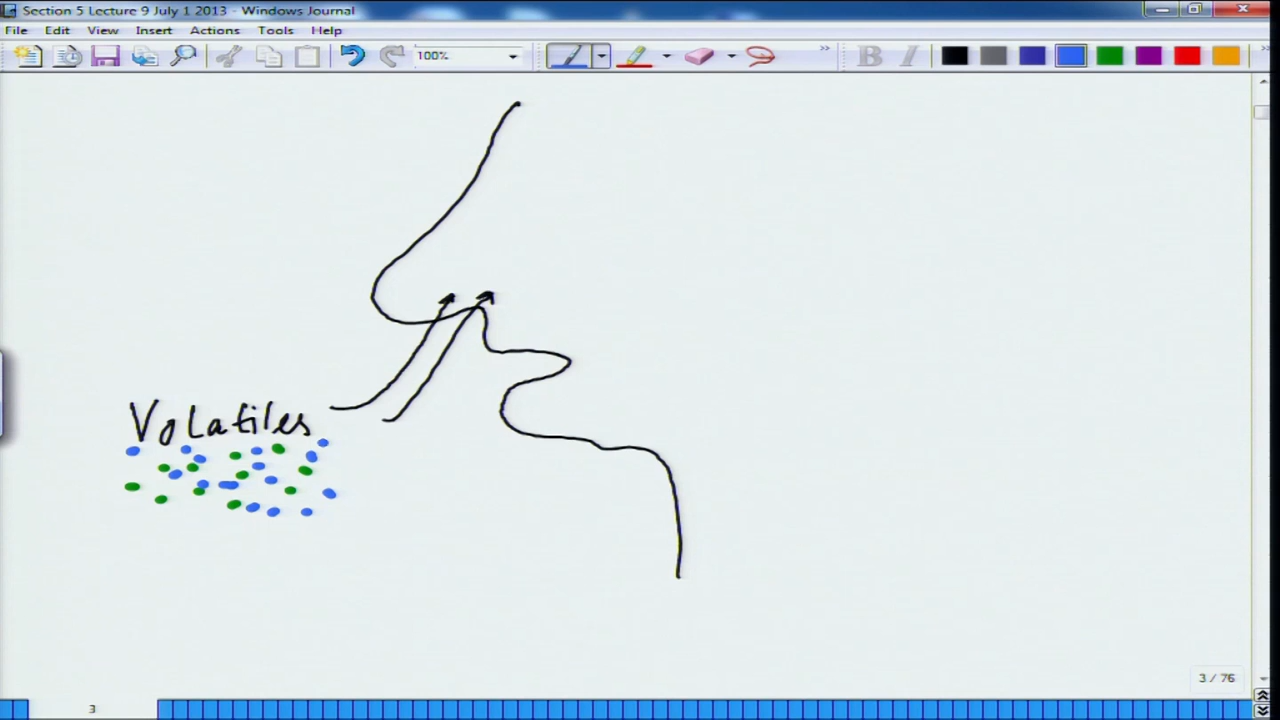 Section 5 Lecture 9 July 1 2013 - Windows Journal
File Edit View Insert Actions Tools Help
100%
B I
Volatiles
3 / 76
3